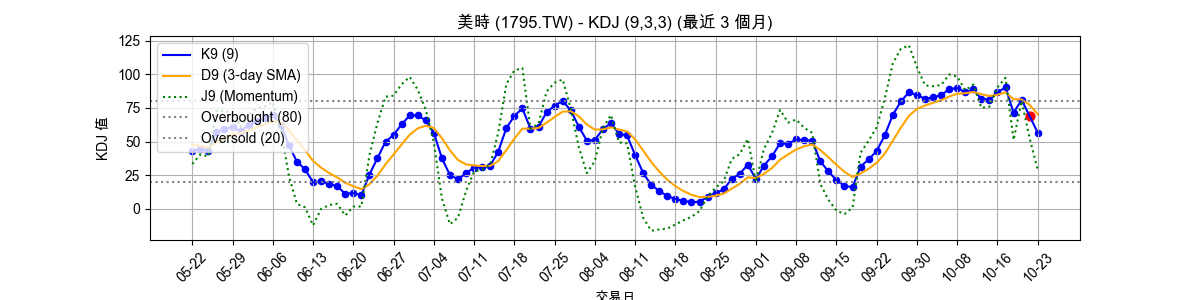 美時 (1795.TW) - KDJ (9,3,3) (最近 3 個月)
KDJ 值
125
100
75
50
25
0
K9 (9)
D9 (3-day SMA)
J9 (Momentum)
Overbought (80)
Oversold (20)
05-22 05-29 06-06 06-13 06-20 06-27 07-04 07-11 07-18 07-25 08-04 08-11 08-18 08-25 09-01 09-08 09-15 09-22 09-30 10-08 10-16 10-23
交易日